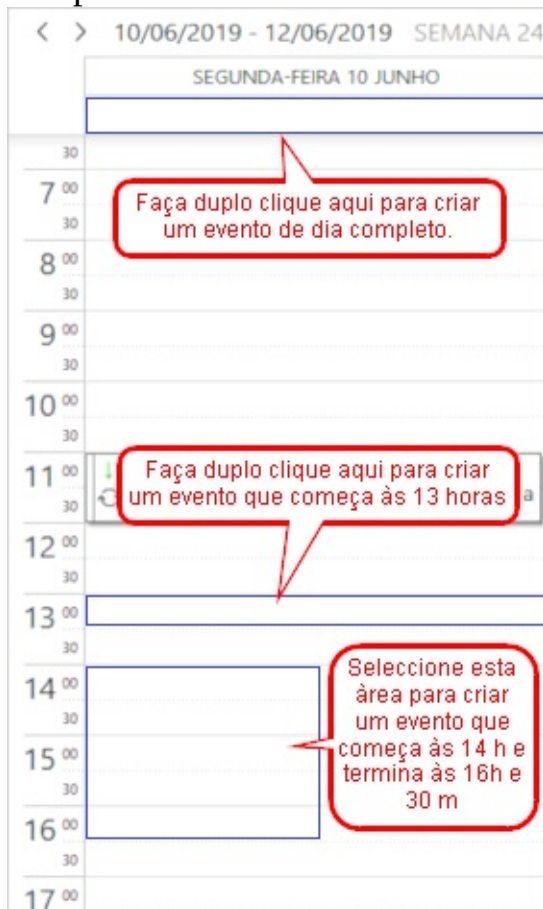 10/06/2019 - 12/06/2019 SEMANA 24
SEGUNDA-FEIRA 10 JUNHO
30
7 00
Faça duplo clique aqui para criar
um evento de dia completo.
30
8 00
30
9 00
30
10 00
30
11 00
Faça duplo clique aqui para criar
um evento que começa às 13 horas
a
30
12 00
30
13 00
30
14 00
Seleccione esta
àrea para criar
um evento que
começa às 14 h e
termina às 16h e
30 m
30
15 00
30
16 00
30
17 00